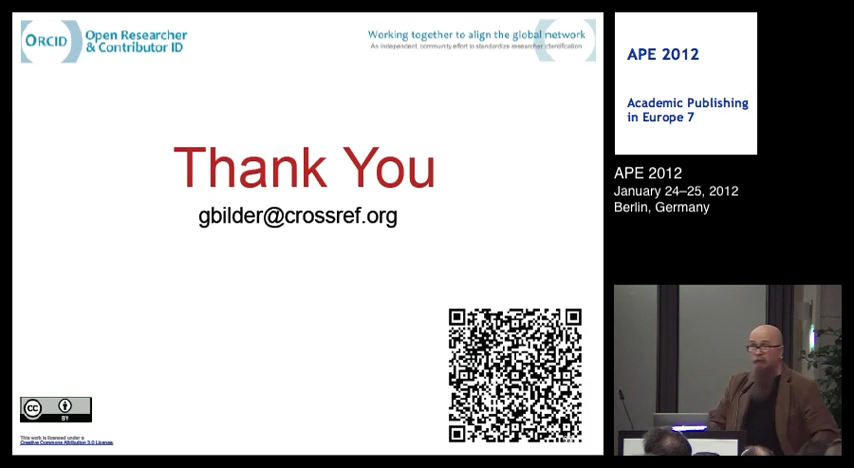 ORCID
Open Researcher
& Contributor ID
Working together to align the global network
An independent community effort to standardize researcher identification
Thank You
gbilder@crossref.org
CC
BY
This work is licensed under a
Creative Commons Attribution 3.0 License.
APE 2012
Academic Publishing
in Europe 7
APE 2012
January 24–25, 2012
Berlin, Germany